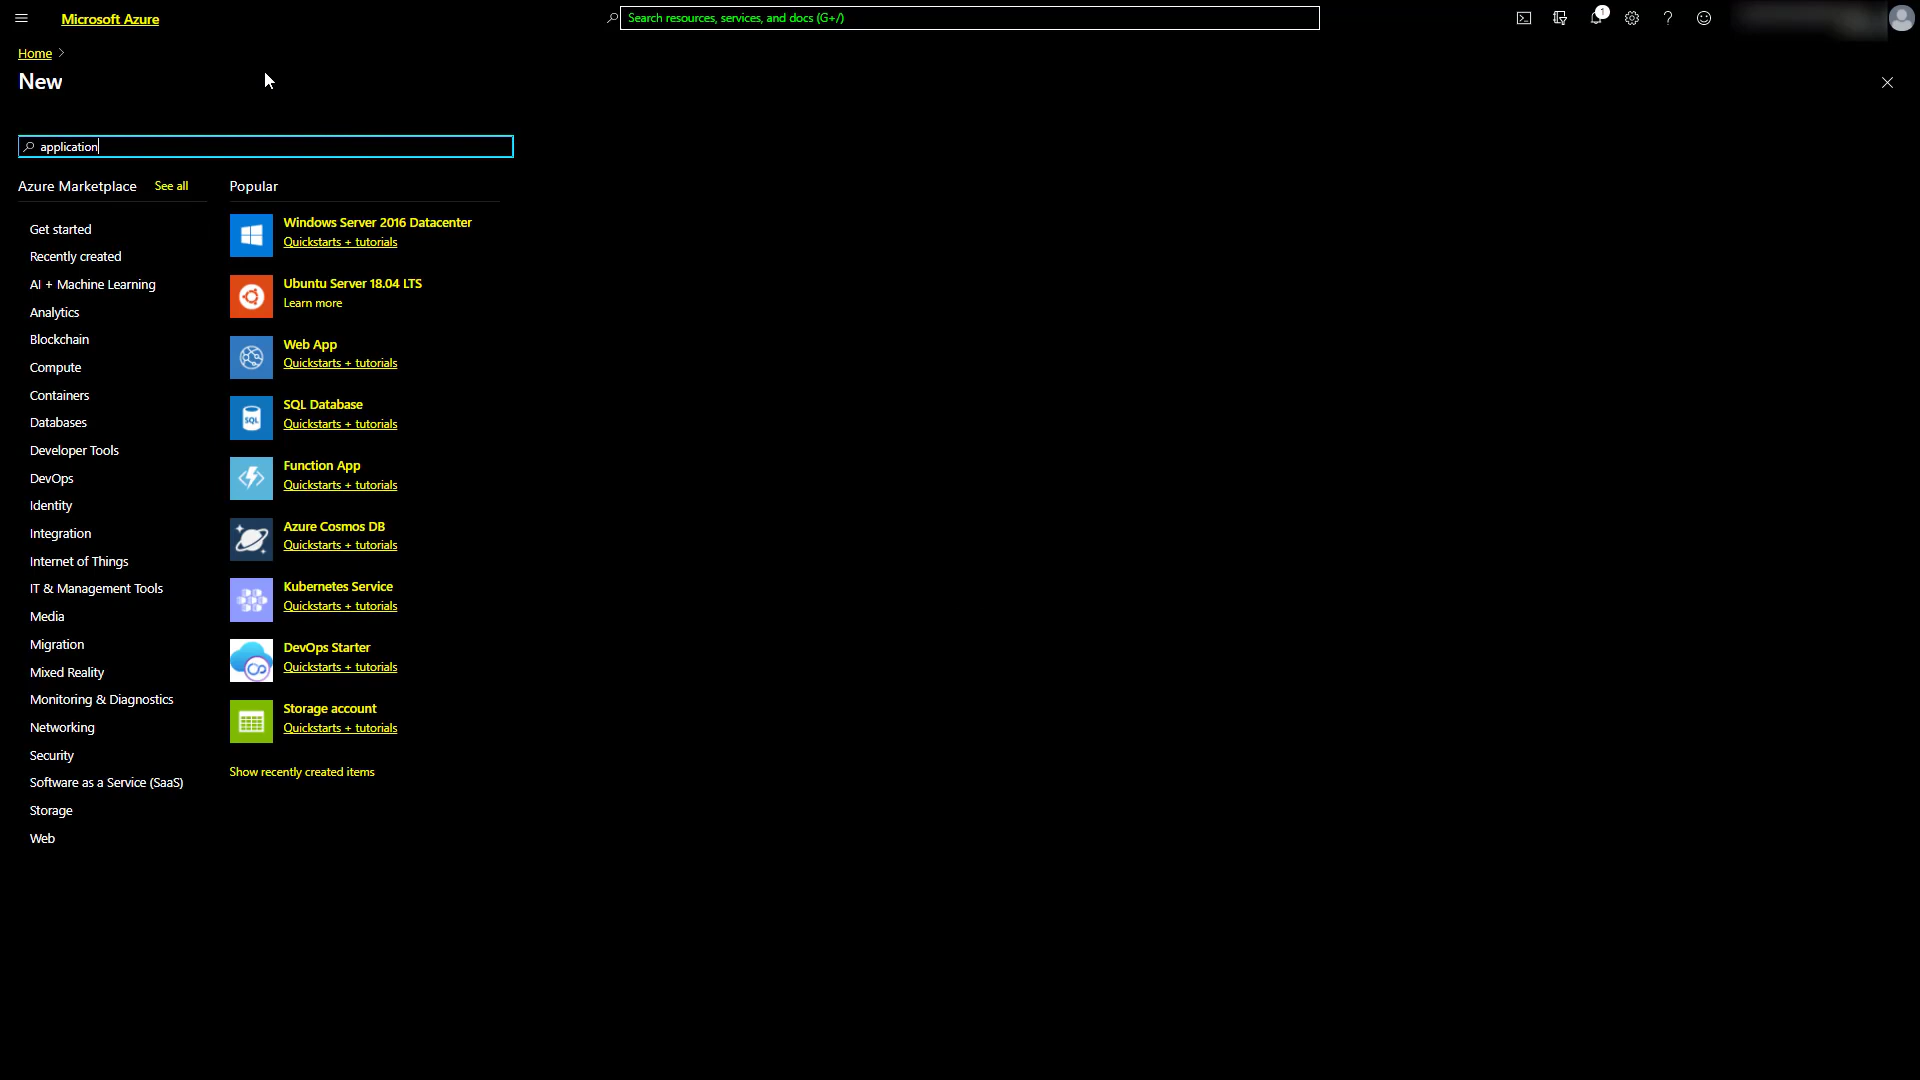 Microsoft Azure
Search resources, services, and docs (G+/)
1
Home
New
application
Azure Marketplace See all
Popular
Get started
Recently created
AI + Machine Learning
Analytics
Blockchain
Compute
Containers
Databases
Developer Tools
DevOps
Identity
Integration
Internet of Things
IT & Management Tools
Media
Migration
Mixed Reality
Monitoring & Diagnostics
Networking
Security
Software as a Service (SaaS)
Storage
Web
Windows Server 2016 Datacenter
Quickstarts + tutorials
Ubuntu Server 18.04 LTS
Learn more
Web App
Quickstarts + tutorials
SQL
SQL Database
Quickstarts + tutorials
Function App
Quickstarts + tutorials
Azure Cosmos DB
Quickstarts + tutorials
Kubernetes Service
Quickstarts + tutorials
DevOps Starter
Quickstarts + tutorials
Storage account
Quickstarts + tutorials
Show recently created items